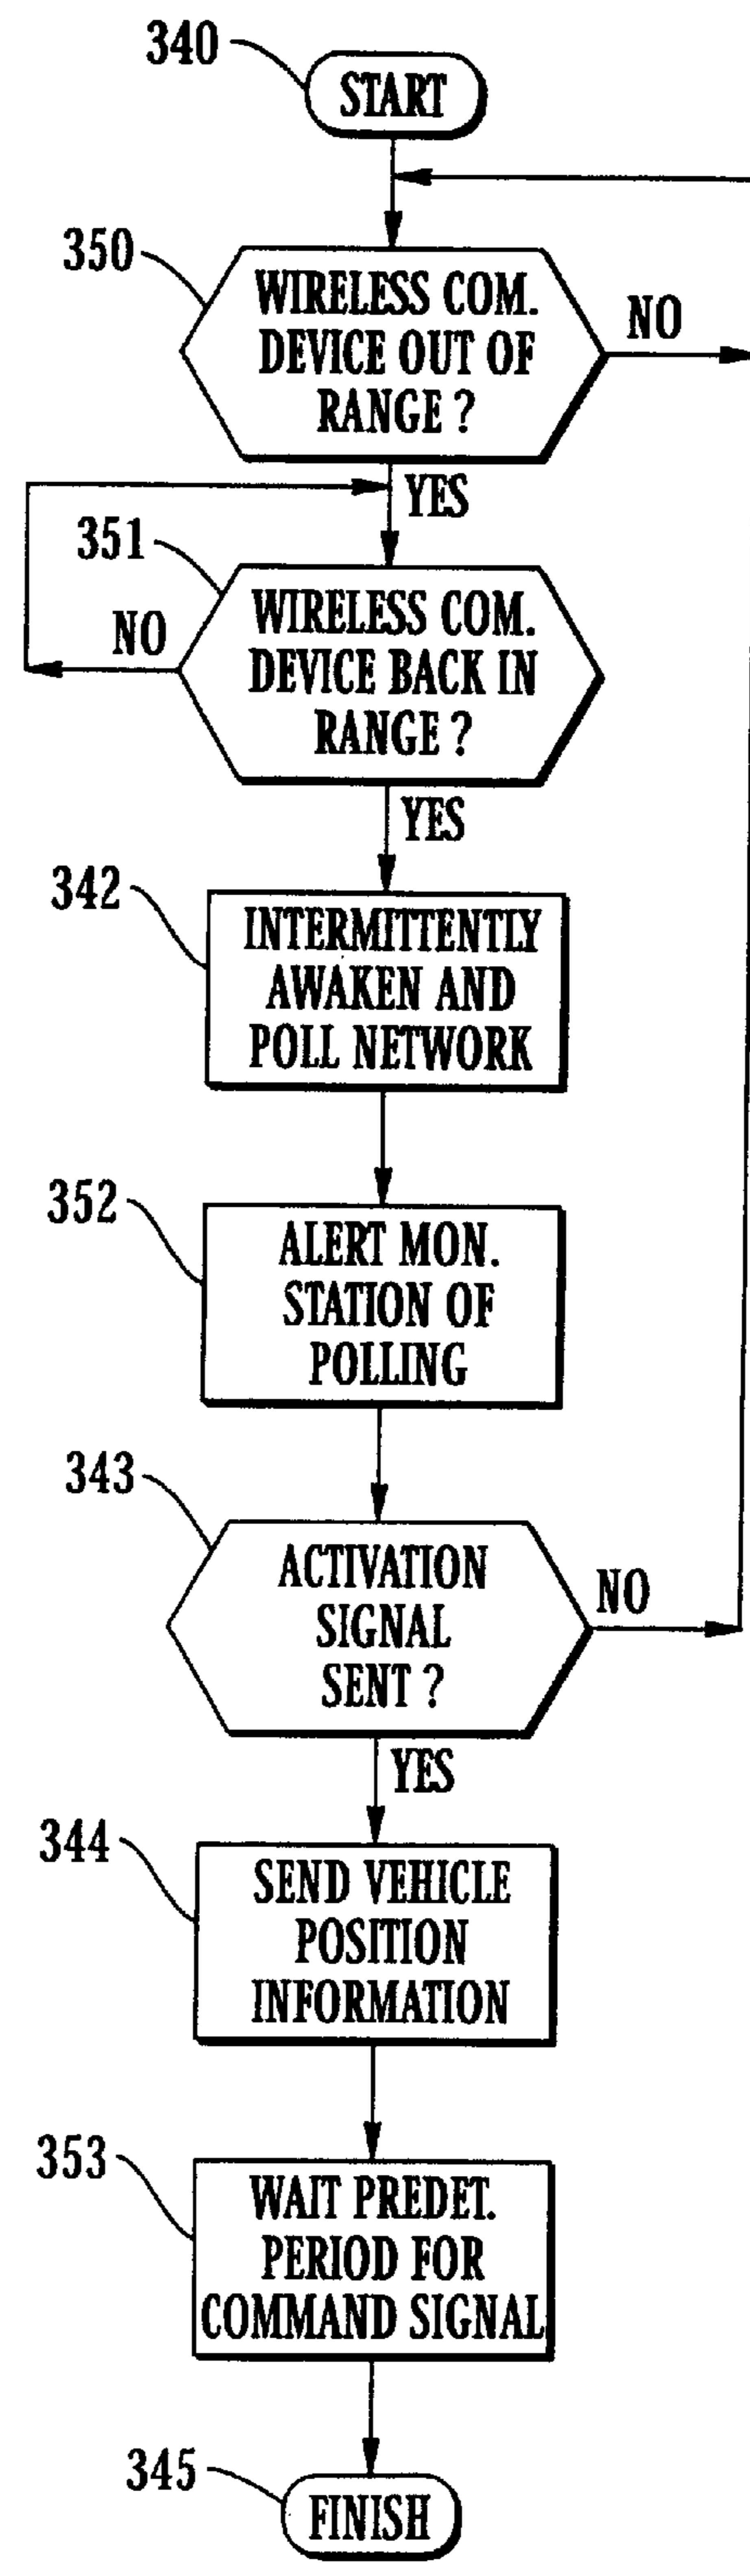 340
START
350
WIRELESS COM.
DEVICE OUT OF
RANGE ?
NO
YES
351
WIRELESS COM.
DEVICE BACK IN
RANGE ?
NO
YES
342
INTERMITTENTLY
AWAKEN AND
POLL NETWORK
352
ALERT MON.
STATION OF
POLLING
343
ACTIVATION
SIGNAL
SENT ?
NO
YES
344
SEND VEHICLE
POSITION
INFORMATION
353
WAIT PREDET.
PERIOD FOR
COMMAND SIGNAL
345
FINISH